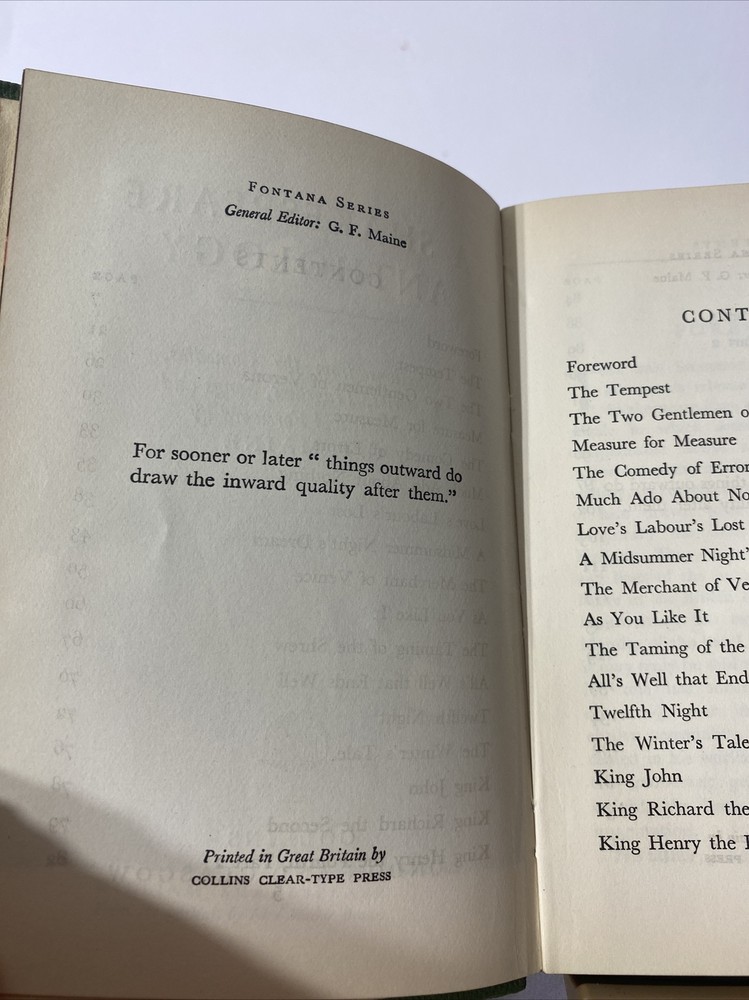 FONTANA SERIES
General Editor: G. F. Maine
For sooner or later “ things outward do
draw the inward quality after them.”
Printed in Great Britain by
COLLINS CLEAR-TYPE PRESS
CONT
Foreword
The Tempest
The Two Gentlemen o
Measure for Measure
The Comedy of Error
Much Ado About No
Love's Labour's Lost
A Midsummer Night'
The Merchant of Ve
As You Like It
The Taming of the
All's Well that End
Twelfth Night
The Winter's Tale
King John
King Richard the
King Henry the